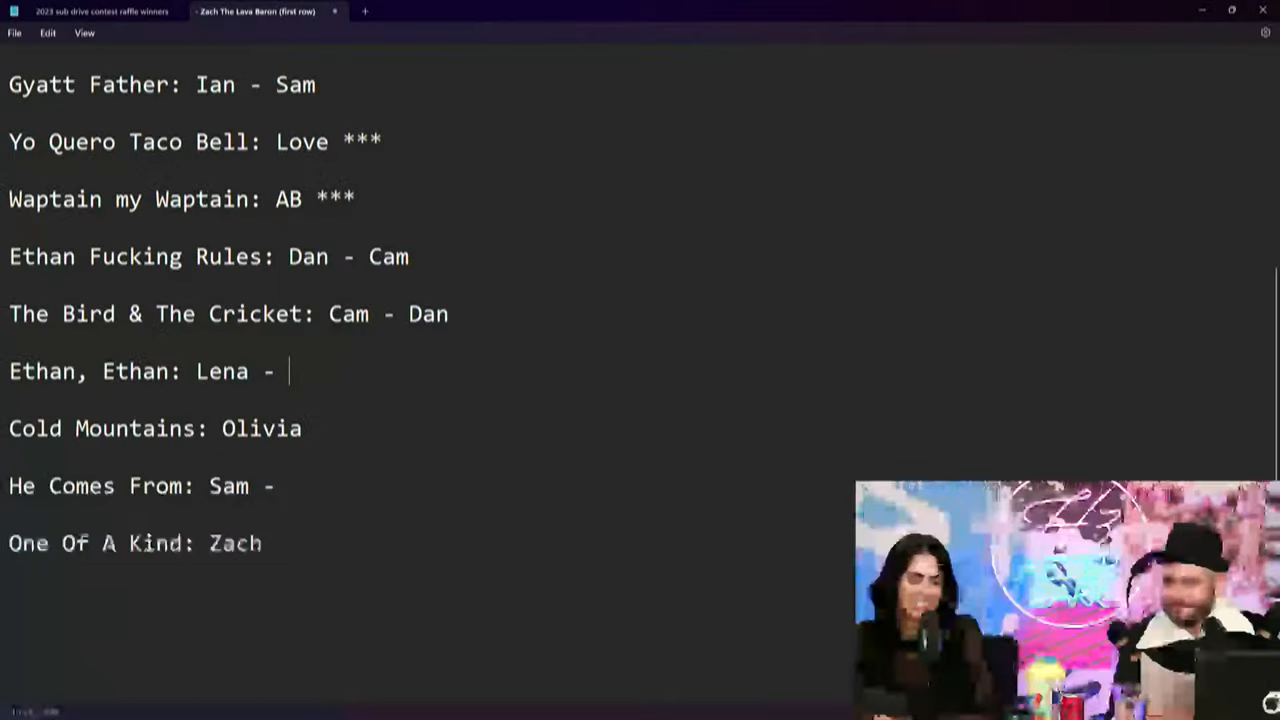 2023 sub drive contest raffle winners
- Zach The Lava Baron (first row)
File Edit View
Gyatt Father: Ian - Sam
Yo Quero Taco Bell: Love ***
Waptain my Waptain: AB ***
Ethan Fucking Rules: Dan - Cam
The Bird & The Cricket: Cam - Dan
Ethan, Ethan: Lena -
Cold Mountains: Olivia
He Comes From: Sam -
One Of A Kind: Zach